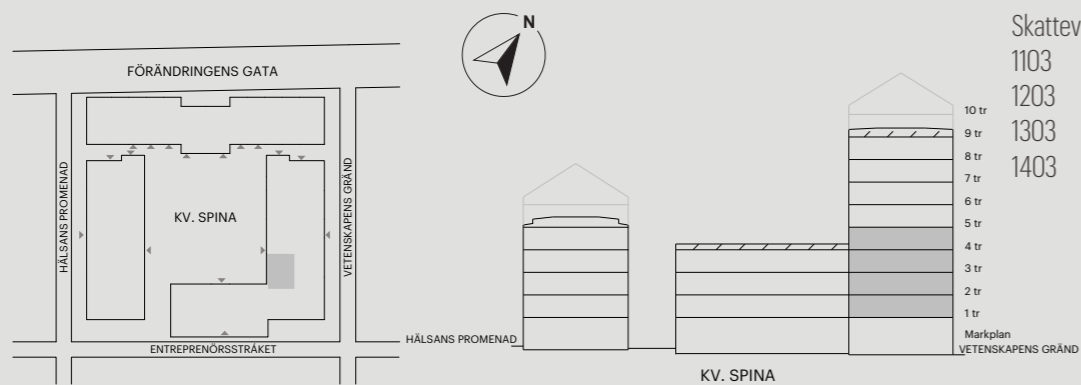 FÖRÄNDRINGENS GATA
HÄLSANS PROMENAD
KV. SPINA
VETENSKAPENS GRÄND
ENTREPRENÖRSSTRÅKET
N
HÄLSANS PROMENAD
KV. SPINA
10 tr
9 tr
8 tr
7 tr
6 tr
5 tr
4 tr
3 tr
2 tr
1 tr
Markplan
VETENSKAPENS GRÄND
Skattev
1103
1203
1303
1403